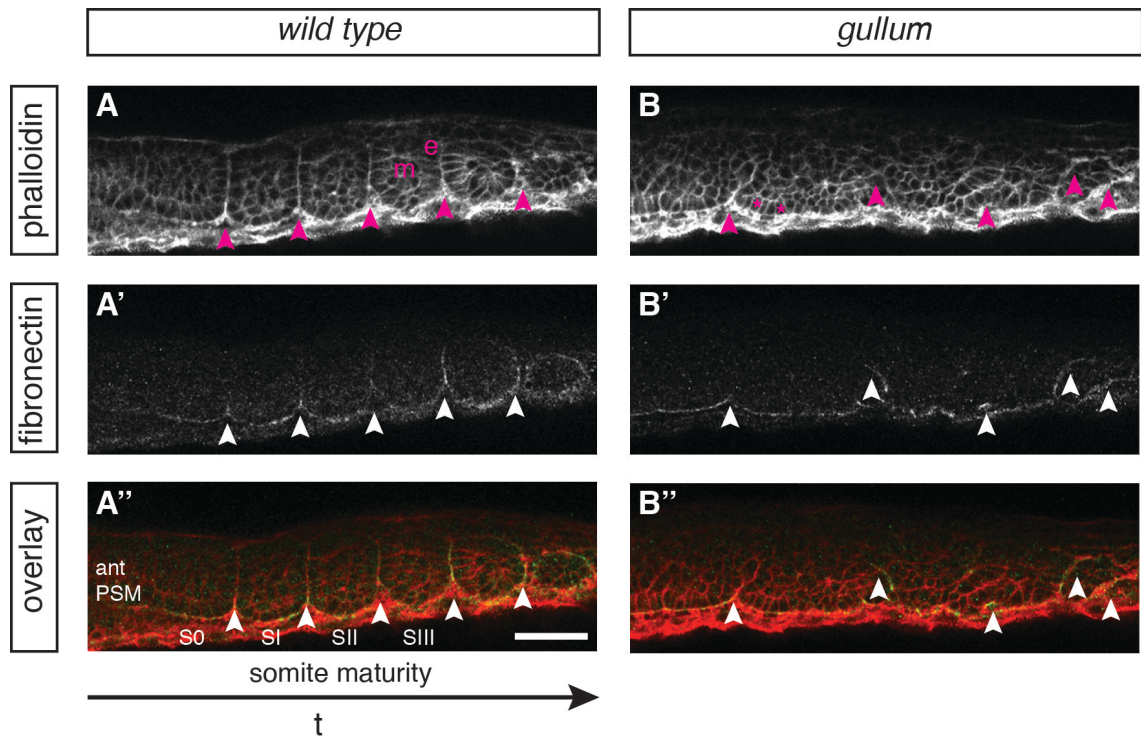 wild type
gullum
phalloidin
A
e
m
B
* *
fibronectin
A’
B’
overlay
A’’
ant
PSM
S0 SI SII SIII
B’’
somite maturity
t